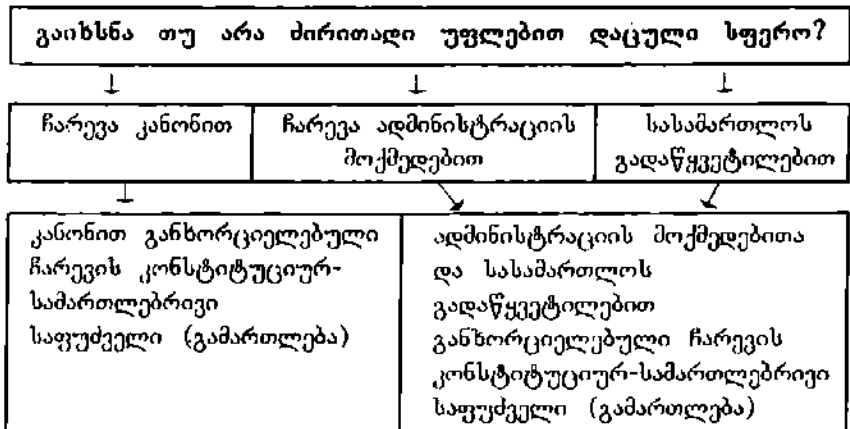 გაიხსნა თუ არა ძირითადი უფლებით დაცული სფერო?
ჩარევა კანონით
ჩარევა ადმინისტრაციის
მოქმედებით
სასამართლოს
გადაწყვეტილებით
კანონით განხორციელებული
ჩარევის კონსტიტუციურ-
სამართლებრივი
საფუძველი (გამართლება)
ადმინისტრაციის მოქმედებითა
და სასამართლოს
გადაწყვეტილებით
განხორციელებული ჩარევის
კონსტიტუციურ-სამართლებრივი
საფუძველი (გამართლება)